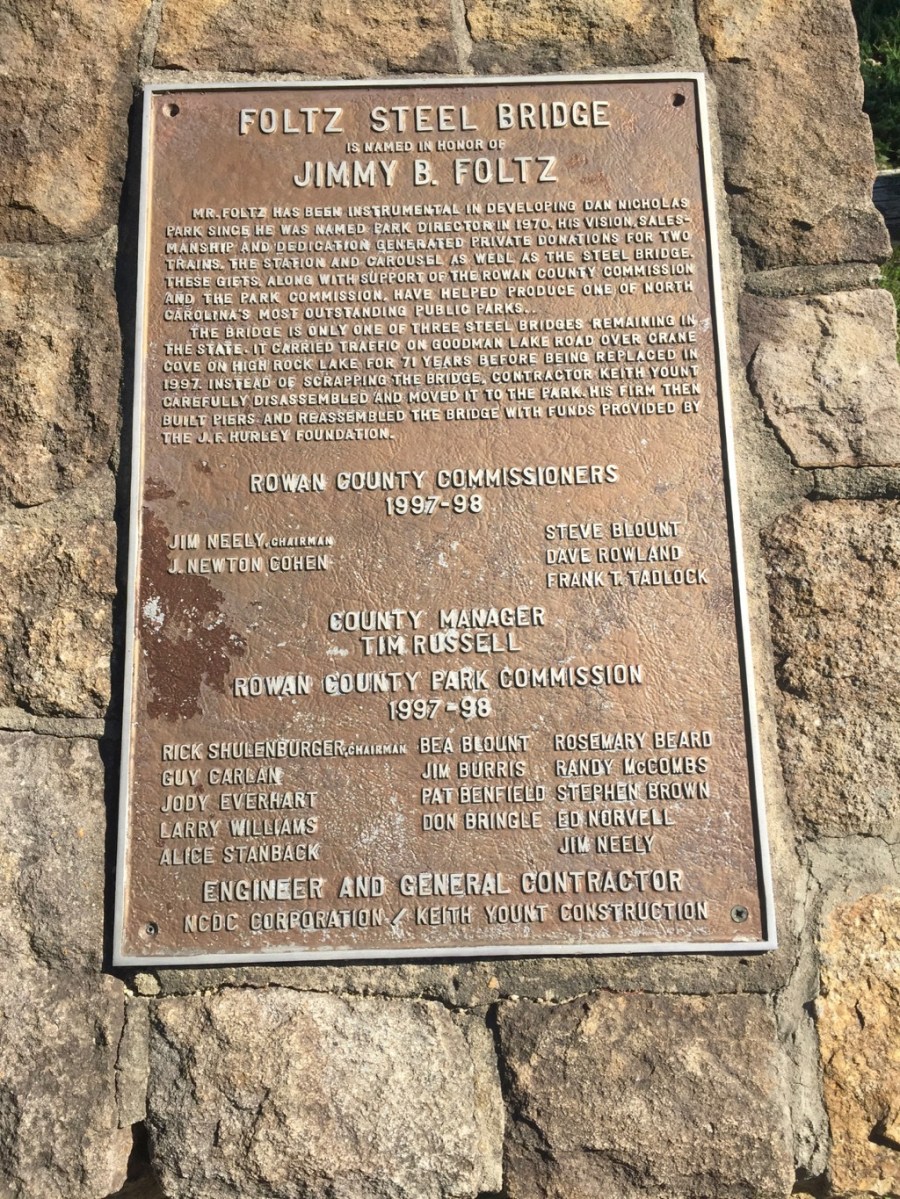 FOLTZ STEEL BRIDGE
IS NAMED IN HONOR OF
JIMMY B. FOLTZ
MR. FOLTZ HAS BEEN INSTRUMENTAL IN DEVELOPING DAN NICHOLAS
PARK SINCE HE WAS NAMED PARK DIRECTOR IN 1970. HIS VISION, SALES-
MANSHIP AND DEDICATION GENERATED PRIVATE DONATIONS FOR TWO
TRAINS, THE STATION AND CAROUSEL AS WELL AS THE STEEL BRIDGE.
THESE GIFTS, ALONG WITH SUPPORT OF THE ROWAN COUNTY COMMISSION
AND THE PARK COMMISSION, HAVE HELPED PRODUCE ONE OF NORTH
CAROLINA'S MOST OUTSTANDING PUBLIC PARKS..
THE BRIDGE IS ONLY ONE OF THREE STEEL BRIDGES REMAINING IN
THE STATE. IT CARRIED TRAFFIC ON GOODMAN LAKE ROAD OVER CRANE
COVE ON HIGH ROCK LAKE FOR 71 YEARS BEFORE BEING REPLACED IN
1997. INSTEAD OF SCRAPPING THE BRIDGE, CONTRACTOR KEITH YOUNT
CAREFULLY DISASSEMBLED AND MOVED IT TO THE PARK. HIS FIRM THEN
BUILT PIERS AND REASSEMBLED THE BRIDGE WITH FUNDS PROVIDED BY
THE J.F. HURLEY FOUNDATION.
ROWAN COUNTY COMMISSIONERS
1997-98
JIM NEELY, CHAIRMAN STEVE BLOUNT
J. NEWTON COHEN DAVE ROWLAND
FRANK T. TADLOCK
COUNTY MANAGER
TIM RUSSELL
ROWAN COUNTY PARK COMMISSION
1997-98
RICK SHULENBURGER, CHAIRMAN BEA BLOUNT ROSEMARY BEARD
GUY CARLAN JIM BURRIS RANDY McCOMBS
JODY EVERHART PAT BENFIELD STEPHEN BROWN
LARRY WILLIAMS DON BRINGLE ED NORVELL
ALICE STANBACK JIM NEELY
ENGINEER AND GENERAL CONTRACTOR
NCDC CORPORATION / KEITH YOUNT CONSTRUCTION